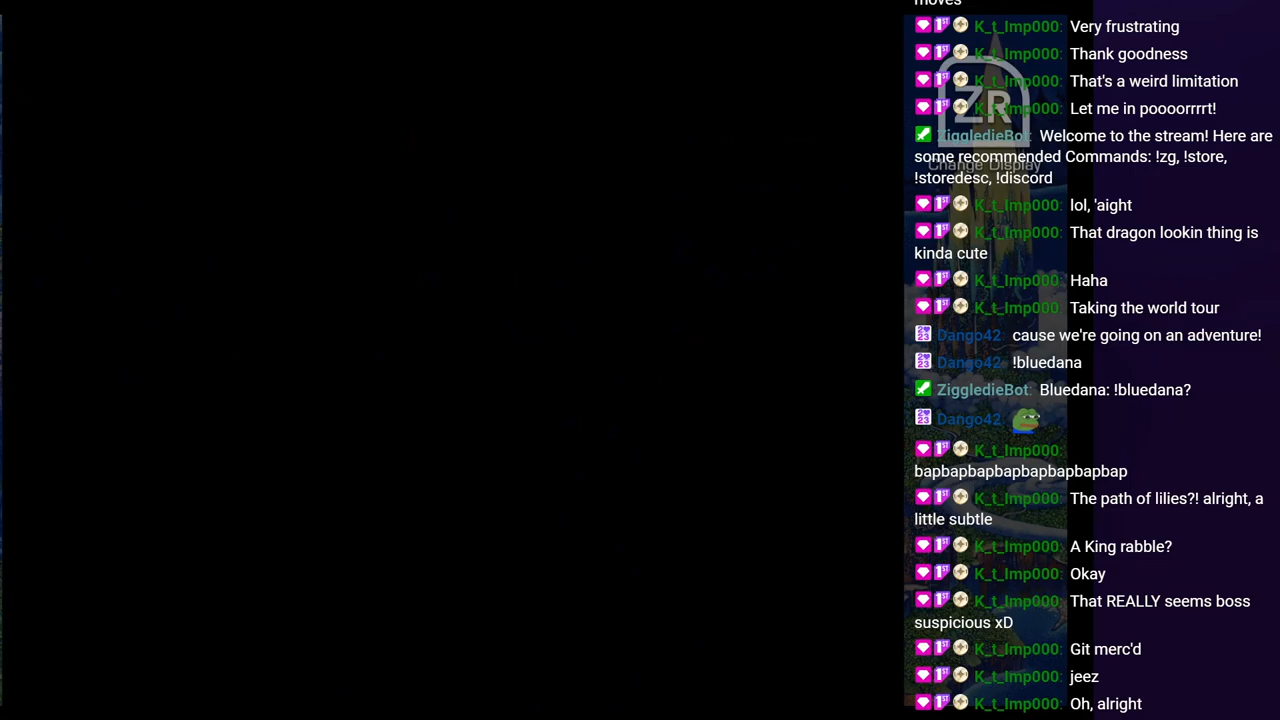 moves
K_t_Imp000: Very frustrating
K_t_Imp000: Thank goodness
K_t_Imp000: That's a weird limitation
K_t_Imp000: Let me in poooorrrt!
ZR
ZiggledieBot: Welcome to the stream! Here are
some recommended Commands: !zg, !store,
Change Display
!storedesc, !discord
K_t_Imp000: lol, 'aight
K_t_Imp000: That dragon lookin thing is
kinda cute
K_t_Imp000: Haha
K_t_Imp000: Taking the world tour
Dango42: cause we're going on an adventure!
Dango42: !bluedana
ZiggledieBot: Bluedana: !bluedana?
Dango42:
K_t_Imp000:
bapbapbapbapbapbapbapbap
K_t_Imp000: The path of lilies?! alright, a
little subtle
K_t_Imp000: A King rabble?
K_t_Imp000: Okay
K_t_Imp000: That REALLY seems boss
suspicious xD
K_t_Imp000: Git merc'd
K_t_Imp000: jeez
K_t_Imp000: Oh, alright